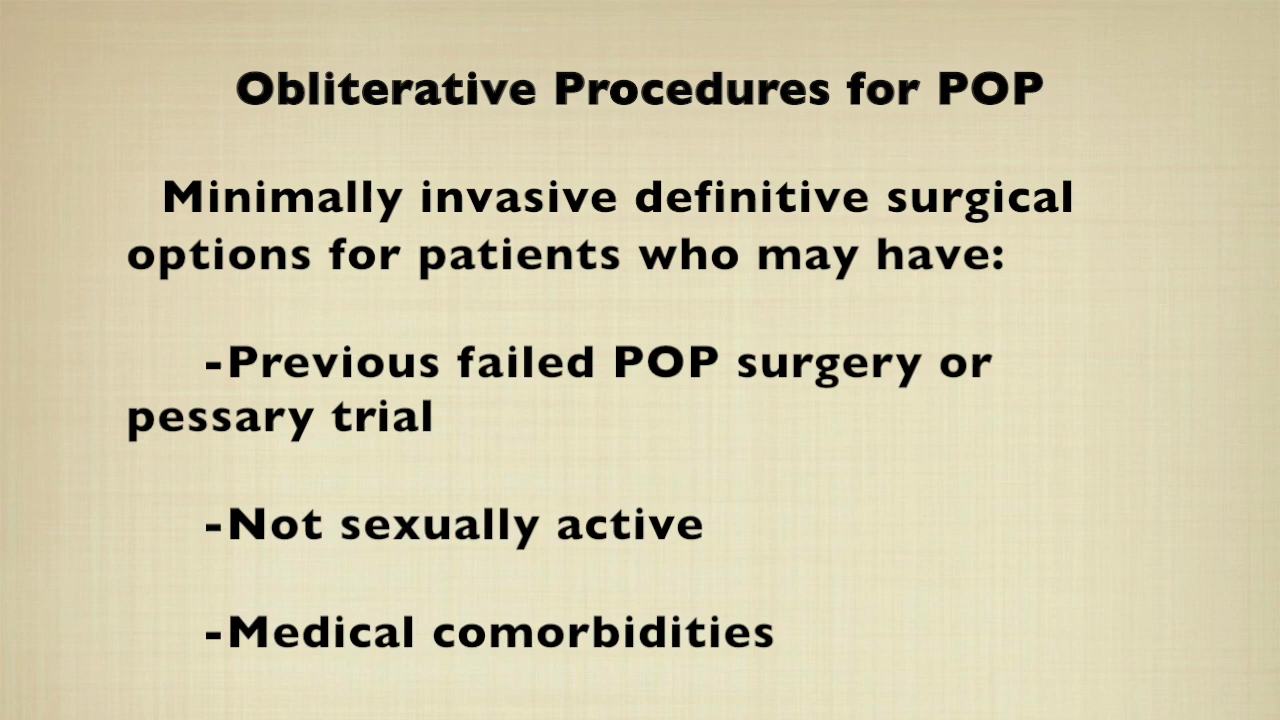 Obliterative Procedures for POP
Minimally invasive definitive surgical
options for patients who may have:
-Previous failed POP surgery or
pessary trial
-Not sexually active
-Medical comorbidities